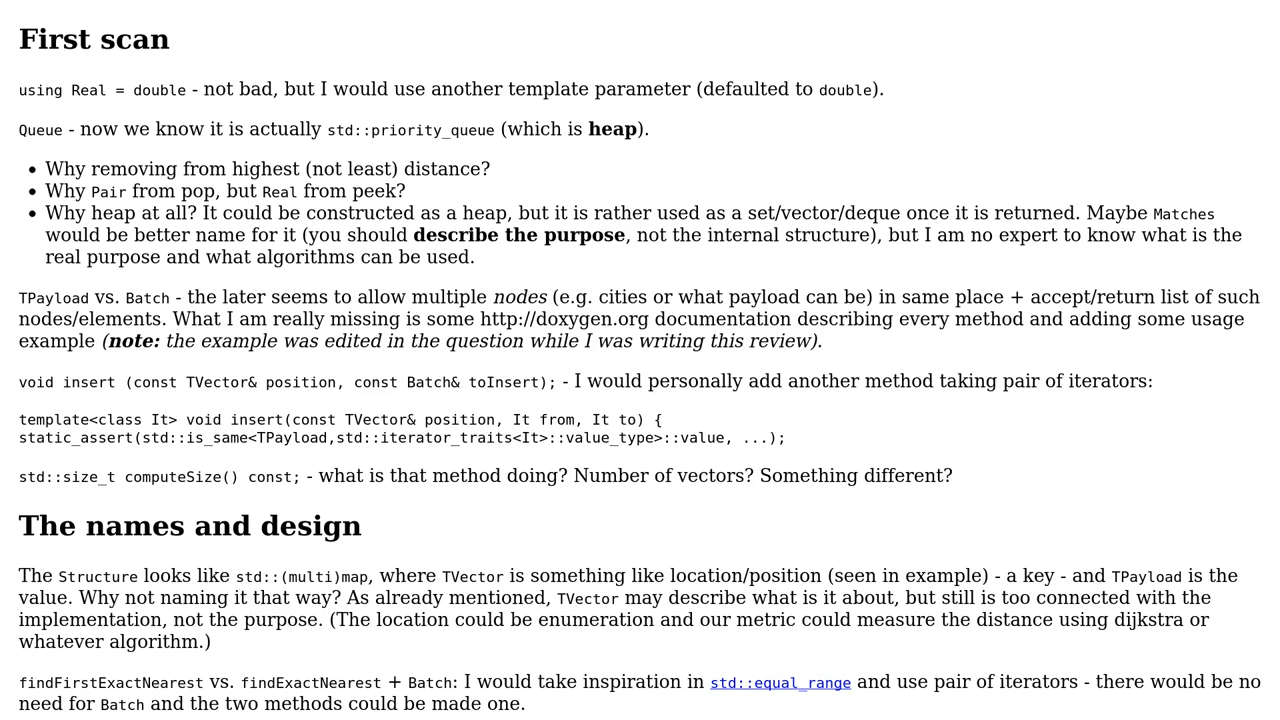 First scan
using Real = double - not bad, but I would use another template parameter (defaulted to double).
Queue - now we know it is actually std::priority_queue (which is heap).
• Why removing from highest (not least) distance?
• Why Pair from pop, but Real from peek?
• Why heap at all? It could be constructed as a heap, but it is rather used as a set/vector/deque once it is returned. Maybe Matches
would be better name for it (you should describe the purpose, not the internal structure), but I am no expert to know what is the
real purpose and what algorithms can be used.
TPayload vs. Batch - the later seems to allow multiple nodes (e.g. cities or what payload can be) in same place + accept/return list of such
nodes/elements. What I am really missing is some http://doxygen.org documentation describing every method and adding some usage
example (note: the example was edited in the question while I was writing this review).
void insert (const TVector& position, const Batch& toInsert); - I would personally add another method taking pair of iterators:
template<class It> void insert(const TVector& position, It from, It to) {
static_assert(std::is_same<TPayload,std::iterator_traits<It>::value_type>::value, ...);
std::size_t computeSize() const; - what is that method doing? Number of vectors? Something different?
The names and design
The Structure looks like std::(multi)map, where TVector is something like location/position (seen in example) - a key - and TPayload is the
value. Why not naming it that way? As already mentioned, TVector may describe what is it about, but still is too connected with the
implementation, not the purpose. (The location could be enumeration and our metric could measure the distance using dijkstra or
whatever algorithm.)
findFirstExactNearest vs. findExactNearest + Batch: I would take inspiration in std::equal_range and use pair of iterators - there would be no
need for Batch and the two methods could be made one.